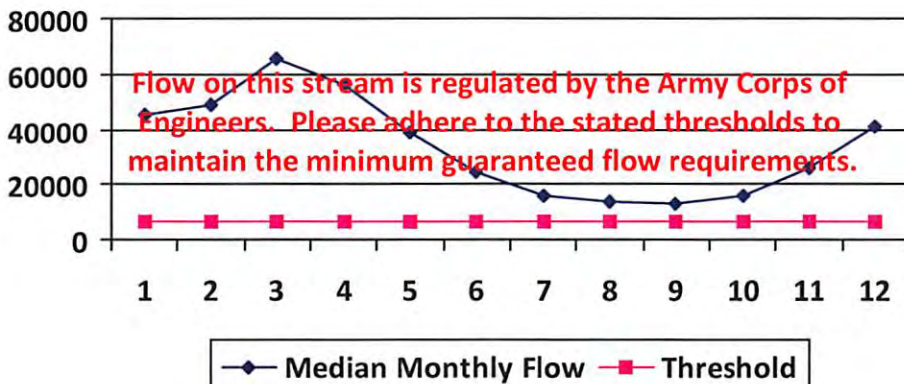 80000
60000
40000
20000
0
Flow on this stream is regulated by the Army Corps of
Engineers. Please adhere to the stated thresholds to
maintain the minimum guaranteed flow requirements.
1 2 3 4 5 6 7 8 9 10 11 12
Median Monthly Flow Threshold